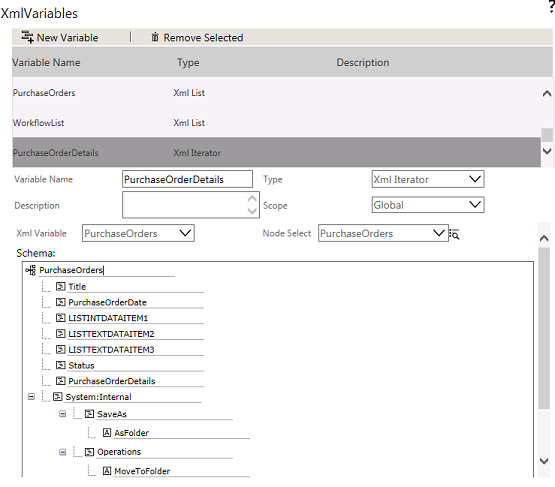 XmlVariables ?
New Variable Remove Selected
Variable Name Type Description
PurchaseOrders Xml List
WorkflowList Xml List
PurchaseOrderDetails Xml Iterator
Variable Name PurchaseOrderDetails Type Xml Iterator
Description Scope Global
Xml Variable PurchaseOrders Node Select PurchaseOrders
Schema:
PurchaseOrders
Title
PurchaseOrderDate
LISTINTDATAITEM1
LISTTEXTDATAITEM2
LISTTEXTDATAITEM3
Status
PurchaseOrderDetails
System:Internal
SaveAs
A AsFolder
Operations
A MoveToFolder